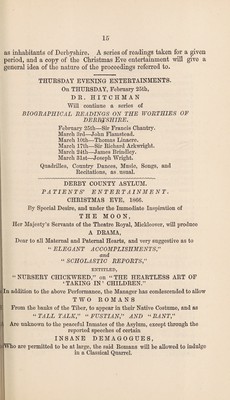 15
as inhabitants of Derbyshire. A series of readings taken for a given
period, and a copy of the Christmas Eve entertainment will give a
general idea of the nature of the proceedings referred to.
THURSDAY EVENING ENTERTAINMENTS.
On THURSDAY, February 25th,
DR. HITCHMAN
Will continue a series of
BIOGRAPHICAL READINGS ON THE WORTHIES OF
DERBYSHIRE.
February 25th—Sir Francis Chantry.
March 3rd—John Flamstead.
March 10th—Thomas Linacre.
March 17th—Sir Richard Arkwright.
March 24th—James Brindley.
March 31st—Joseph Wright.
Quadrilles, Country Dances, Music, Songs, and
Recitations, as usual.
DERBY COUNTY ASYLUM.
PATIENTS' ENTERTAINMENT.
CHRISTMAS EVE, 1866.
By Special Desire, and under the Immediate Inspiration of
THE MOON,
Her Majesty's Servants of the Theatre Royal, Mickleover, will produce
A DRAMA,
Dear to all Maternal and Paternal Hearts, and very suggestive as to
"ELEGANT ACCOMPLISHMENTS,"
and
"SCHOLASTIC REPORTS,"
ENTITLED,
"NURSERY CHICKWEED," or "THE HEARTLESS ART OF
'TAKING IN' CHILDREN."
In addition to the above Performance, the Manager has condescended to allow
TWO ROMANS
From the banks of the Tiber, to appear in their Native Costume, and as
"TALL TALK," "FUSTIAN," AND "RANT,"
Are unknown to the peaceful Inmates of the Asylum, except through the
reported speeches of certain
INSANE DEMAGOGUES,
Who are permitted to be at large, the said Romans will be allowed to indulge
in a Classical Quarrel.